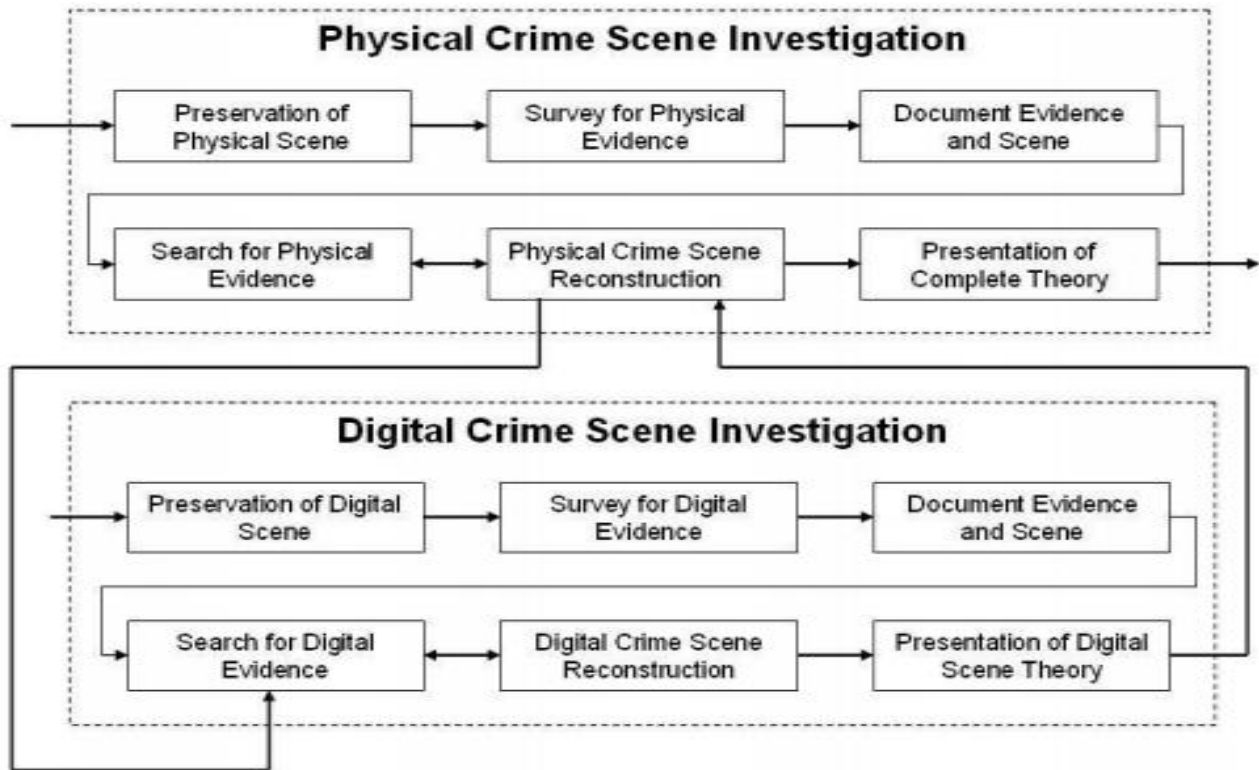 Physical Crime Scene Investigation
Preservation of
Physical Scene
Survey for Physical
Evidence
Document Evidence
and Scene
Search for Physical
Evidence
Physical Crime Scene
Reconstruction
Presentation of
Complete Theory
Digital Crime Scene Investigation
Preservation of Digital
Scene
Survey for Digital
Evidence
Document Evidence
and Scene
Search for Digital
Evidence
Digital Crime Scene
Reconstruction
Presentation of Digital
Scene Theory